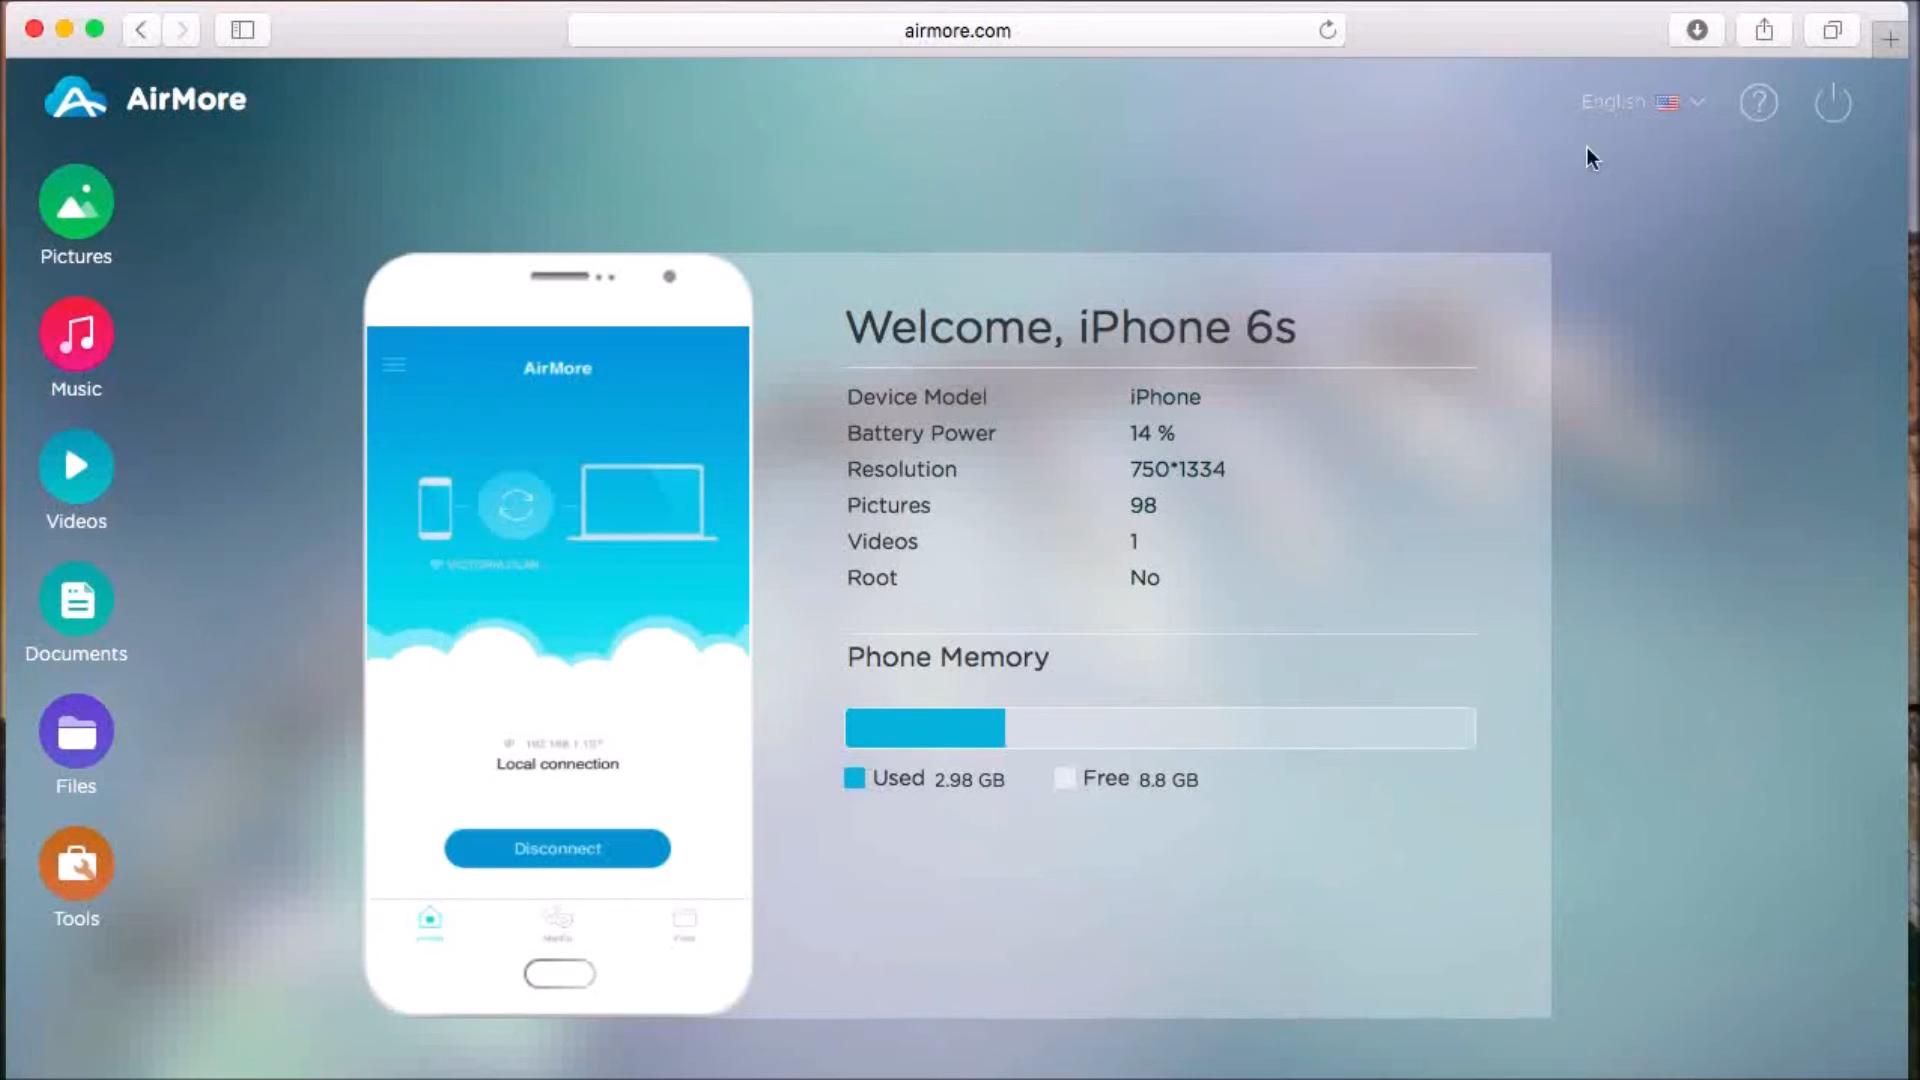 airmore.com
AirMore
English
?
Pictures
Music
Videos
Documents
Files
Tools
AirMore
Local connection
Disconnect
Welcome, iPhone 6s
Device Model iPhone
Battery Power 14 %
Resolution 750*1334
Pictures 98
Videos 1
Root No
Phone Memory
Used 2.98 GB Free 8.8 GB